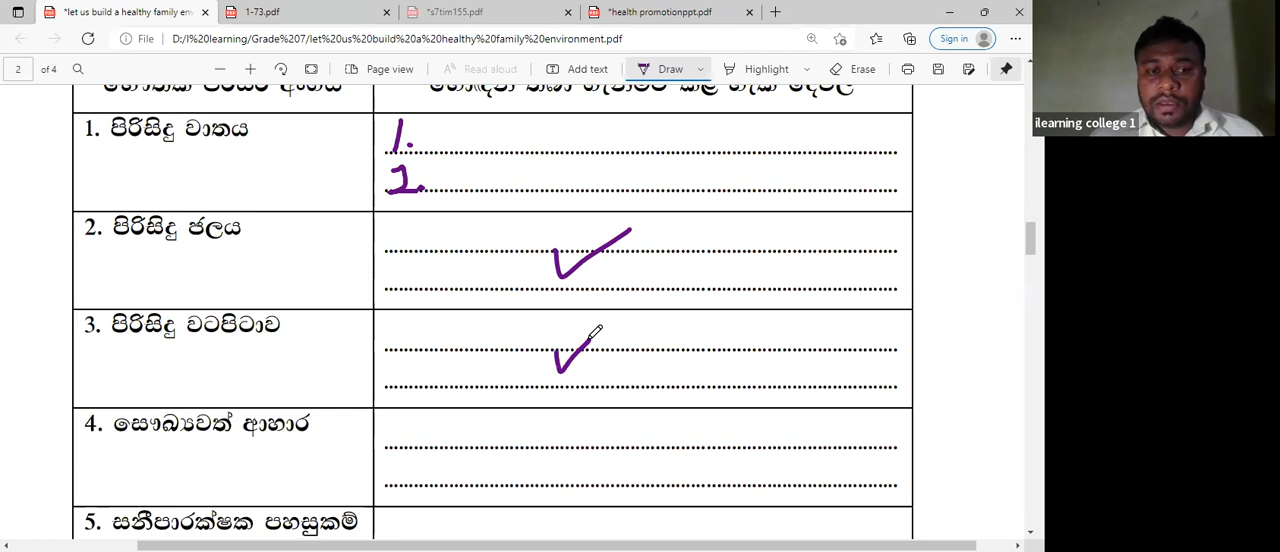 *let us build a healthy family env
1-73.pdf
*s7tim155.pdf
*health promotionppt.pdf
File
D:/I%20learning/Grade%207/let%20us%20build%20a%20healthy%20family%20environment.pdf
Sign in
2 of 4
Page view
Read aloud
Add text
Draw
Highlight
Erase
ilearning college 1
1. පිරිසිදු වාතය
1.
2.
2. පිරිසිදු ජලය
3. පිරිසිදු වටපිටාව
4. සෞඛ්‍යවත් ආහාර
5. සනීපාරක්ෂක පහසුකම්